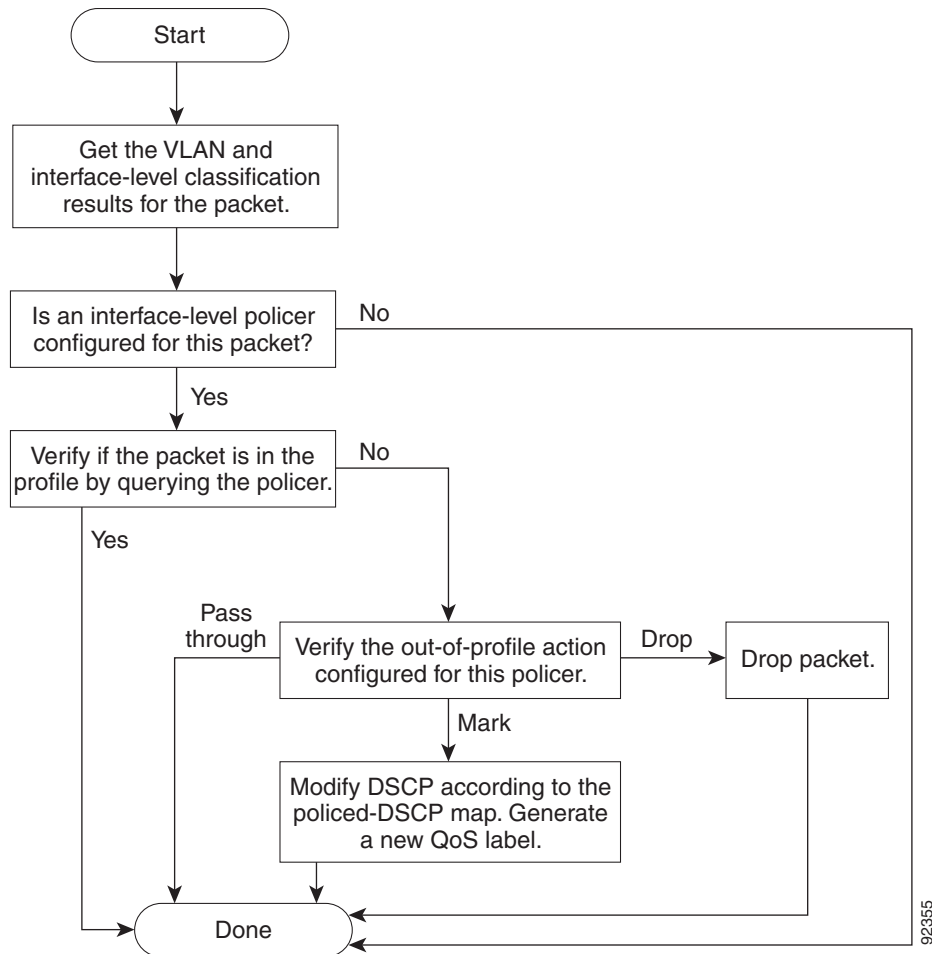 Start
Get the VLAN and
interface-level classification
results for the packet.
Is an interface-level policer
configured for this packet?
No
Yes
Verify if the packet is in the
profile by querying the policer.
No
Yes
Pass
through
Verify the out-of-profile action
configured for this policer.
Drop
Drop packet.
Mark
Modify DSCP according to the
policed-DSCP map. Generate
a new QoS label.
Done
92355